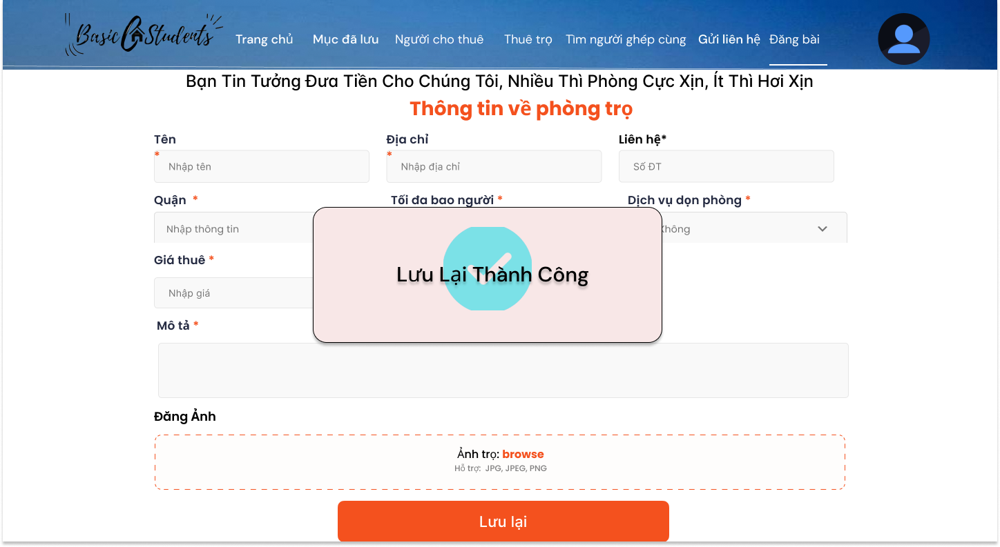 Basic Students
Trang chủ Mục đã lưu Người cho thuê Thuê trọ Tìm người ghép cùng Gửi liên hệ Đăng bài
Bạn Tin Tưởng Đưa Tiền Cho Chúng Tôi, Nhiều Thì Phòng Cực Xịn, Ít Thì Hơi Xịn
Thông tin về phòng trọ
Tên Địa chỉ Liên hệ*
* *
Nhập tên Nhập địa chỉ Số ĐT
Quận * Tối đa bao người * Dịch vụ dọn phòng *
Nhập thông tin Không
Giá thuê *
Lưu Lại Thành Công
Nhập giá
Mô tả *
Đăng Ảnh
Ảnh trọ: browse
Hỗ trợ: JPG, JPEG, PNG
Lưu lại